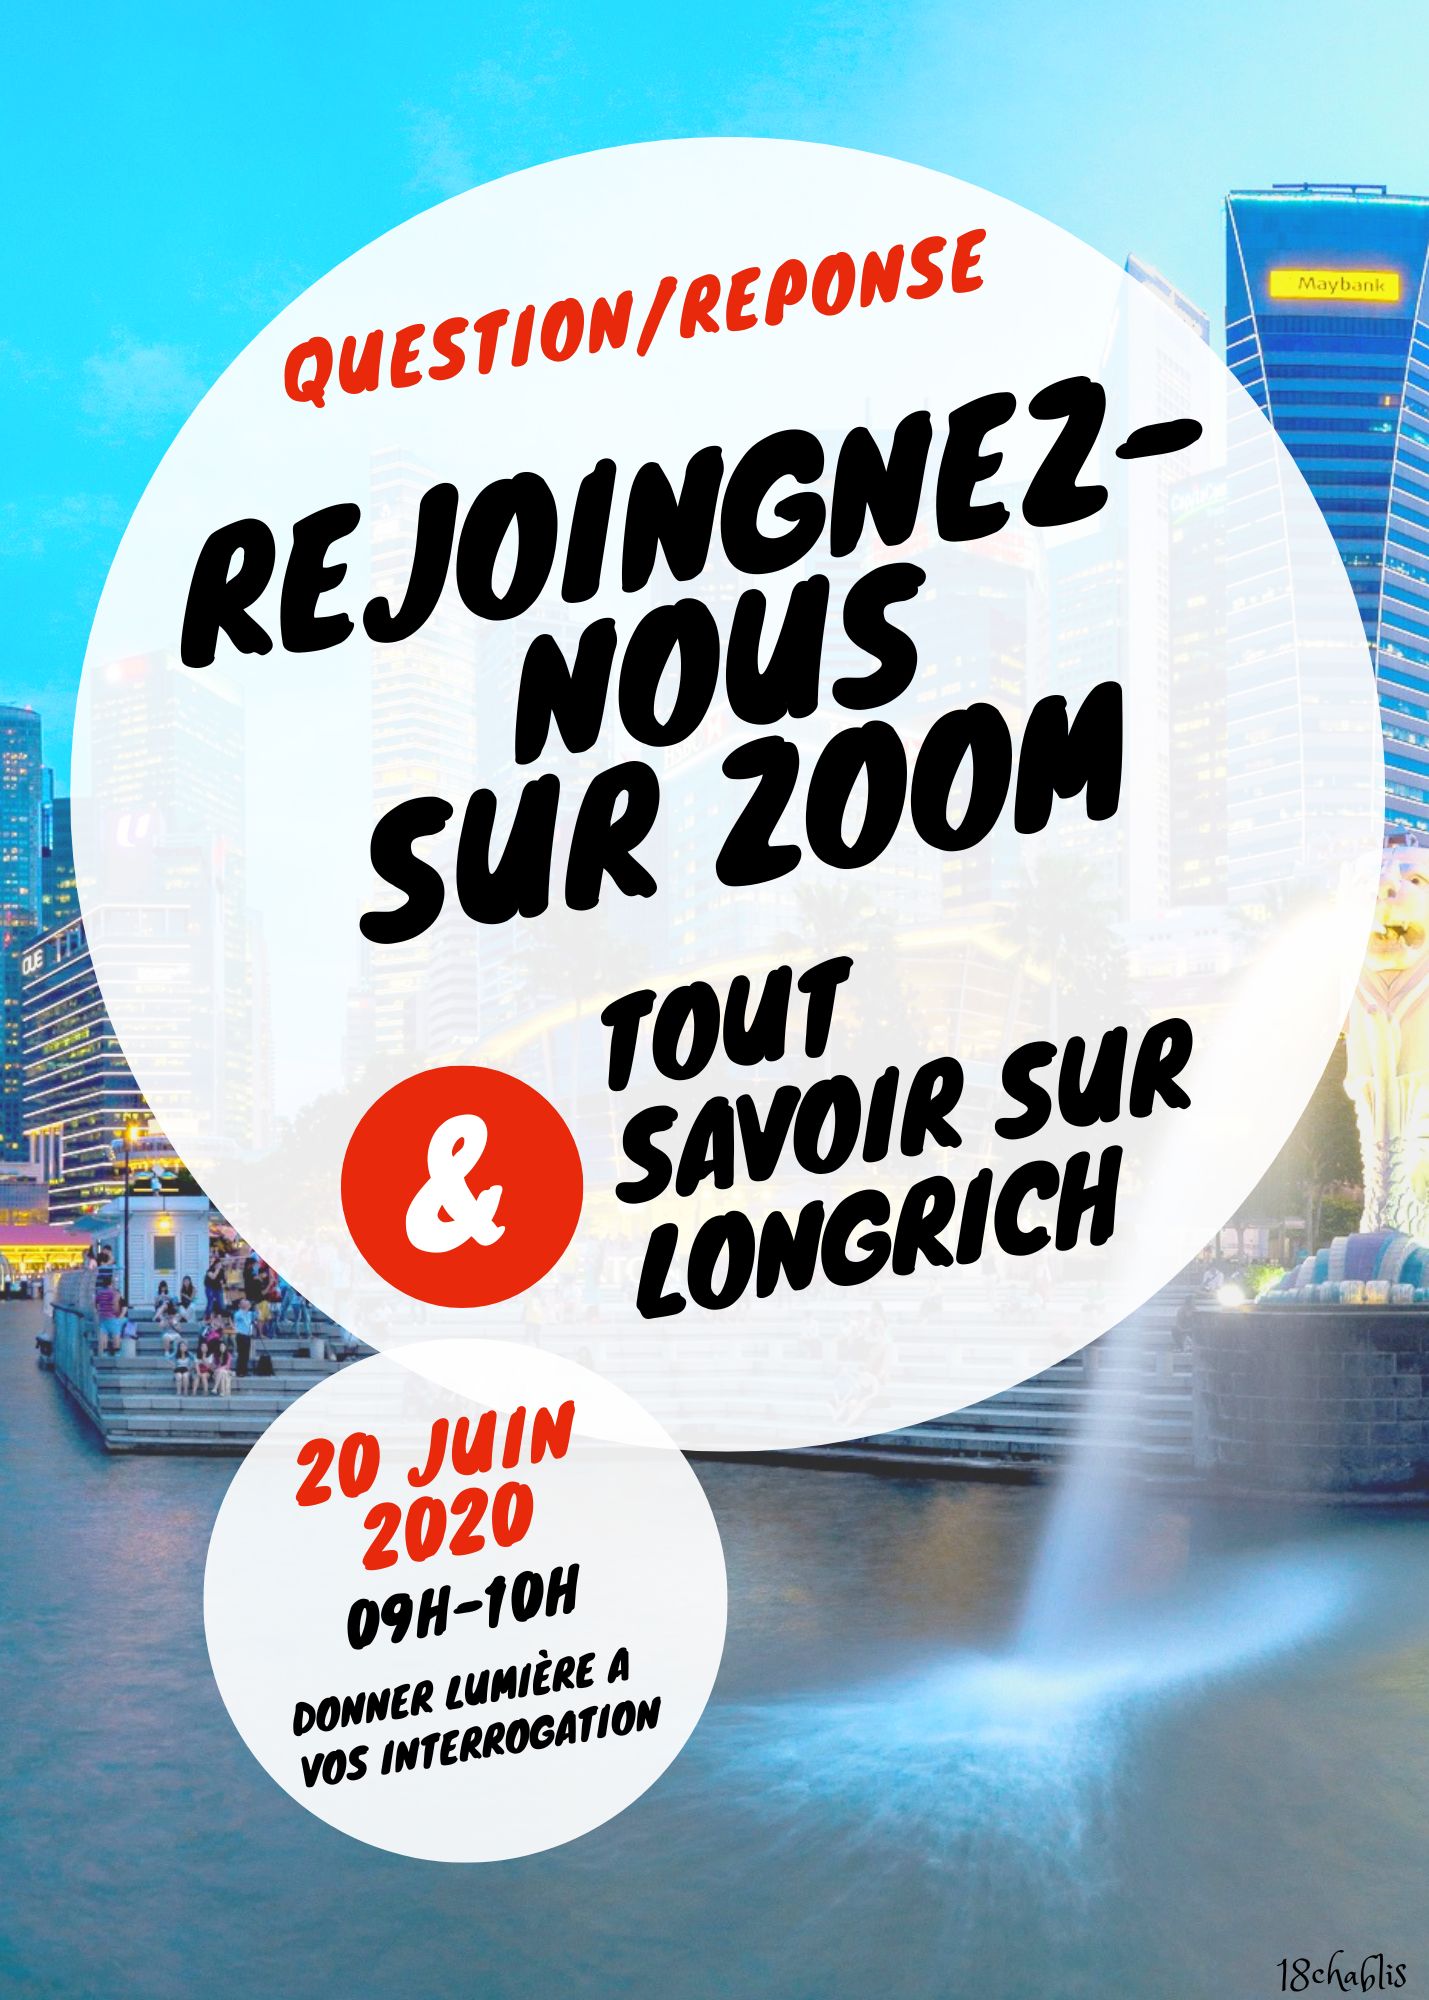 QUESTION/REPONSE
REJOINGNEZ-
NOUS
SUR ZOOM
&
TOUT
SAVOIR SUR
LONGRICH
20 JUIN
2020
09H-10H
DONNER LUMIÈRE A
VOS INTERROGATION
Maybank
OUE
18chablis